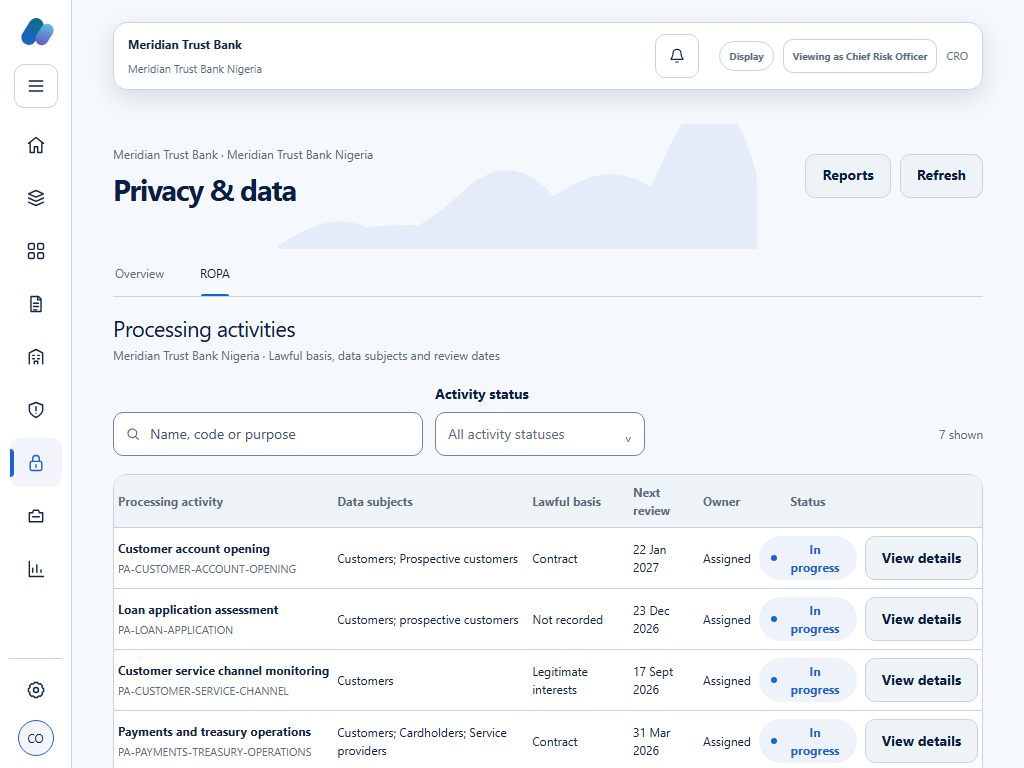 Meridian Trust Bank
Meridian Trust Bank Nigeria
Display
Viewing as Chief Risk Officer
CRO
Meridian Trust Bank · Meridian Trust Bank Nigeria
Privacy & data
Reports
Refresh
Overview
ROPA
Processing activities
Meridian Trust Bank Nigeria · Lawful basis, data subjects and review dates
Activity status
Name, code or purpose
All activity statuses
7 shown
Processing activity
Data subjects
Lawful basis
Next
review
Owner
Status
Customer account opening
PA-CUSTOMER-ACCOUNT-OPENING
Customers; Prospective customers
Contract
22 Jan
2027
Assigned
In
progress
View details
Loan application assessment
PA-LOAN-APPLICATION
Customers; prospective customers
Not recorded
23 Dec
2026
Assigned
In
progress
View details
Customer service channel monitoring
PA-CUSTOMER-SERVICE-CHANNEL
Customers
Legitimate
interests
17 Sept
2026
Assigned
In
progress
View details
Payments and treasury operations
PA-PAYMENTS-TREASURY-OPERATIONS
Customers; Cardholders; Service
providers
Contract
31 Mar
2026
Assigned
In
progress
View details
CO